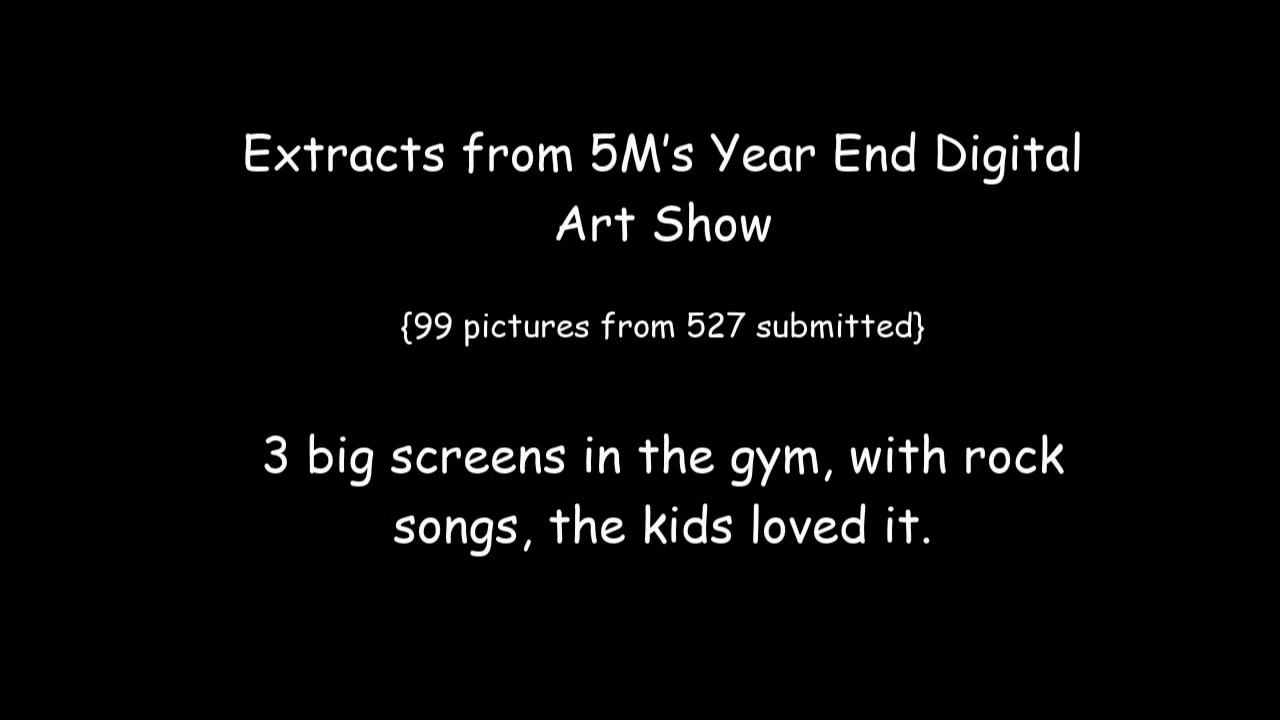 Extracts from 5M's Year End Digital
Art Show
{99 pictures from 527 submitted}
3 big screens in the gym, with rock
songs, the kids loved it.